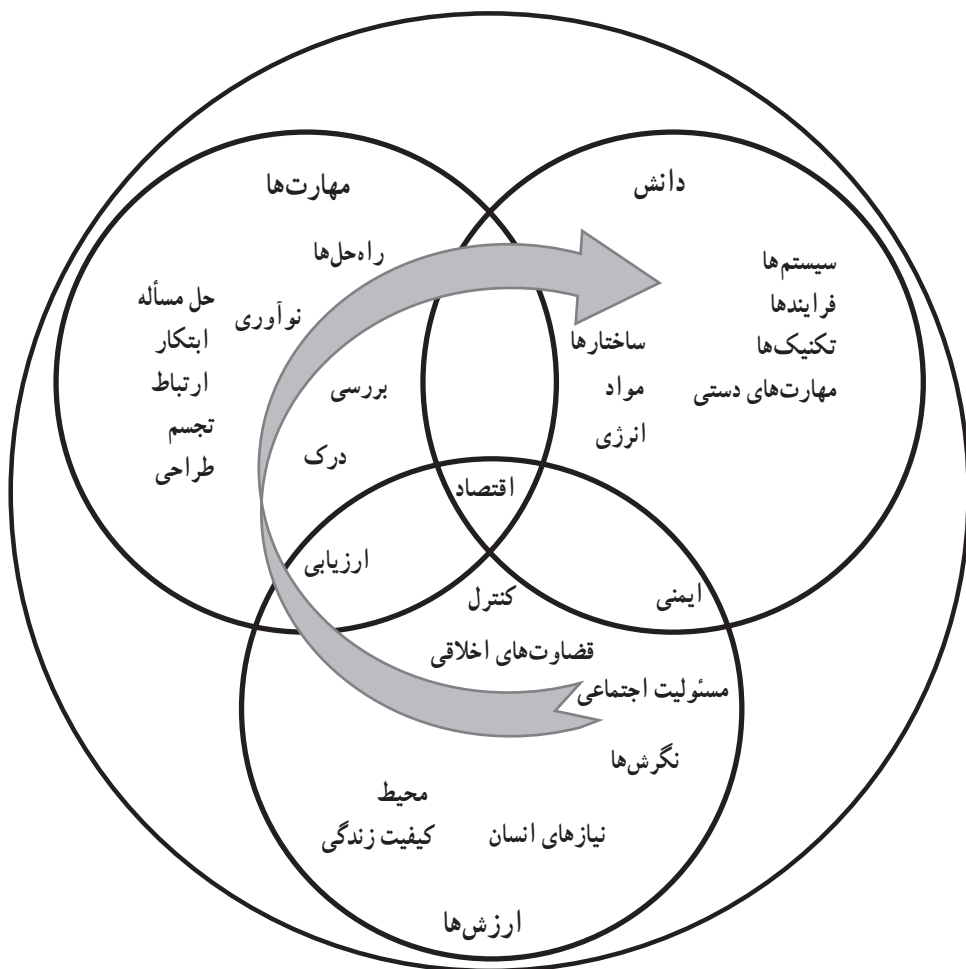 دانش
سیستم‌ها
فرایندها
تکنیک‌ها
مهارت‌های دستی
ساختارها
مواد
انرژی
مهارت‌ها
راه‌حل‌ها
نوآوری
بررسی
درک
حل مسأله
ابتکار
ارتباط
تجسم
طراحی
اقتصاد
ارزیابی
ایمنی
کنترل
قضاوت‌های اخلاقی
مسئولیت اجتماعی
نگرش‌ها
محیط
نیازهای انسان
کیفیت زندگی
ارزش‌ها